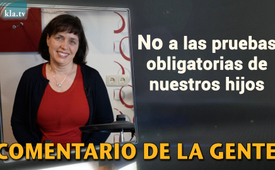 kla.tv
No a las pruebas
obligatorias de
nuestros hijos
COMENTARIO DE LA GENTE